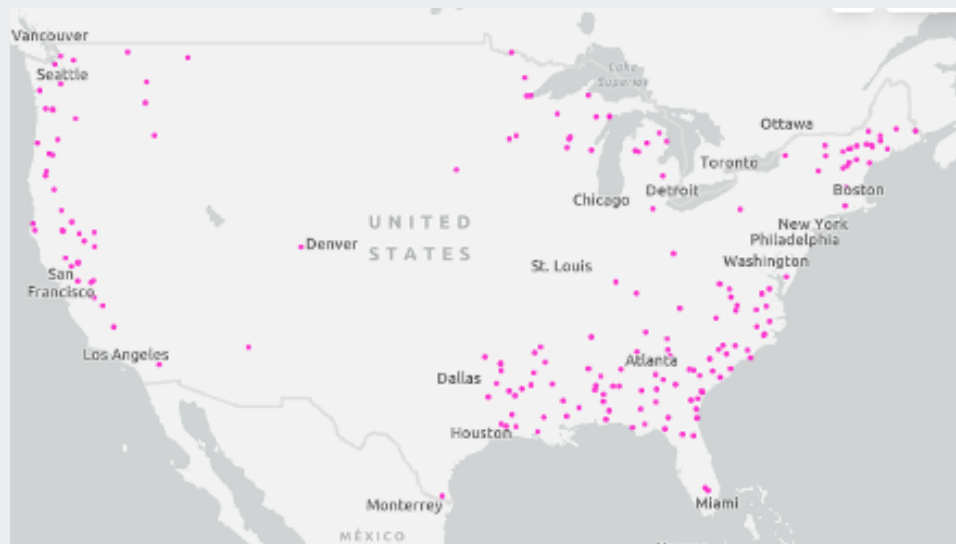 Vancouver
Seattle
Lake
Superior
Ottawa
Toronto
Detroit
Chicago
Boston
UNITED
STATES
New York
Philadelphia
Washington
Denver
St. Louis
San
Francisco
Los Angeles
Atlanta
Dallas
Houston
Monterrey
Miami
MÉXICO